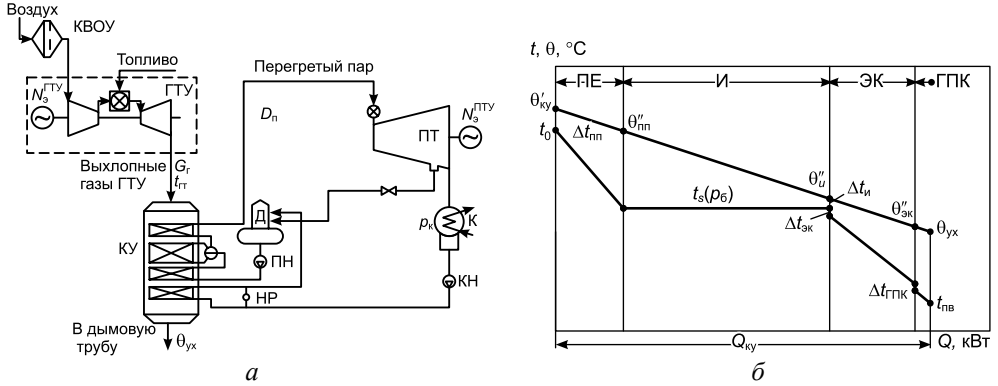 Воздух
КВОУ
Топливо
N_э^ГТУ
ГТУ
Перегретый пар
D_п
N_э^ПТУ
ПТ
Выхлопные
газы ГТУ
G_г
t_гт
Д
p_к
К
КУ
ПН
КН
НР
В дымовую
трубу
θ_ух
а
t, θ, °C
ПЕ
И
ЭК
ГПК
θ′_ку
t_0
Δt_пп
θ″_пп
θ″_и
Δt_и
t_s(p_б)
Δt_эк
θ″_эк
θ_ух
Δt_ГПК
t_пв
Q_ку
Q, кВт
б